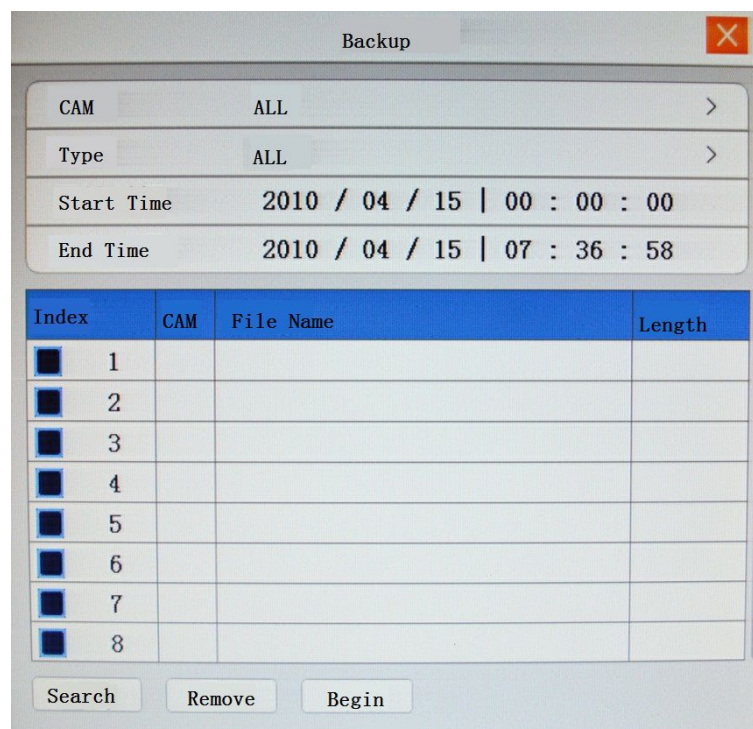 Backup
CAM ALL >
Type ALL >
Start Time 2010 / 04 / 15 | 00 : 00 : 00
End Time 2010 / 04 / 15 | 07 : 36 : 58
Index CAM File Name Length
1
2
3
4
5
6
7
8
Search Remove Begin